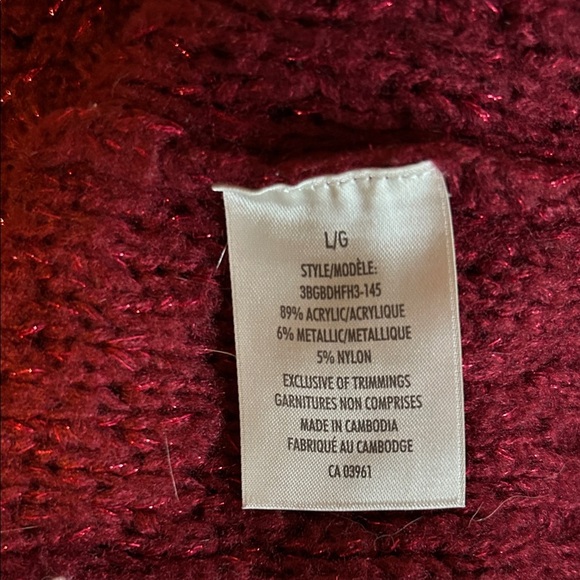 L/G
STYLE/MODÈLE:
3BGBDHFH3-145
89% ACRYLIC/ACRYLIQUE
6% METALLIC/METALLIQUE
5% NYLON
EXCLUSIVE OF TRIMMINGS
GARNITURES NON COMPRISES
MADE IN CAMBODIA
FABRIQUÉ AU CAMBODGE
CA 03961